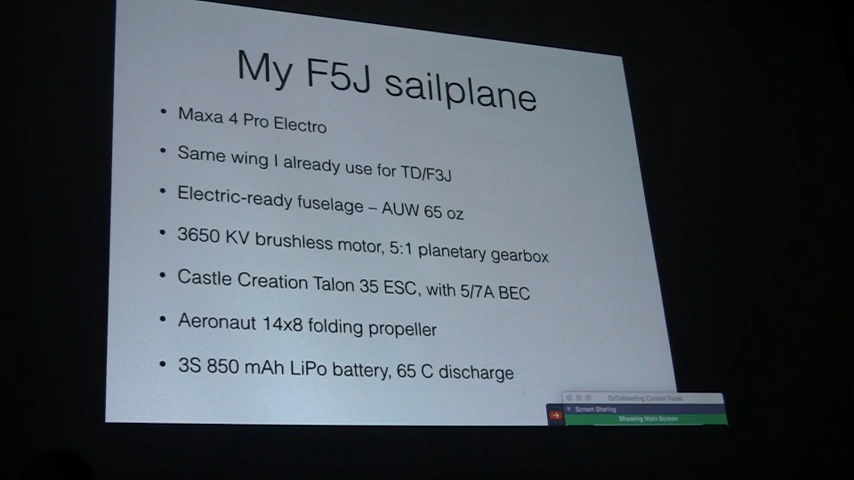 My F5J sailplane
• Maxa 4 Pro Electro
• Same wing I already use for TD/F3J
• Electric-ready fuselage – AUW 65 oz
• 3650 KV brushless motor, 5:1 planetary gearbox
• Castle Creation Talon 35 ESC, with 5/7A BEC
• Aeronaut 14x8 folding propeller
• 3S 850 mAh LiPo battery, 65 C discharge
GoToMeeting Control Panel
Screen Sharing
Showing Main Screen